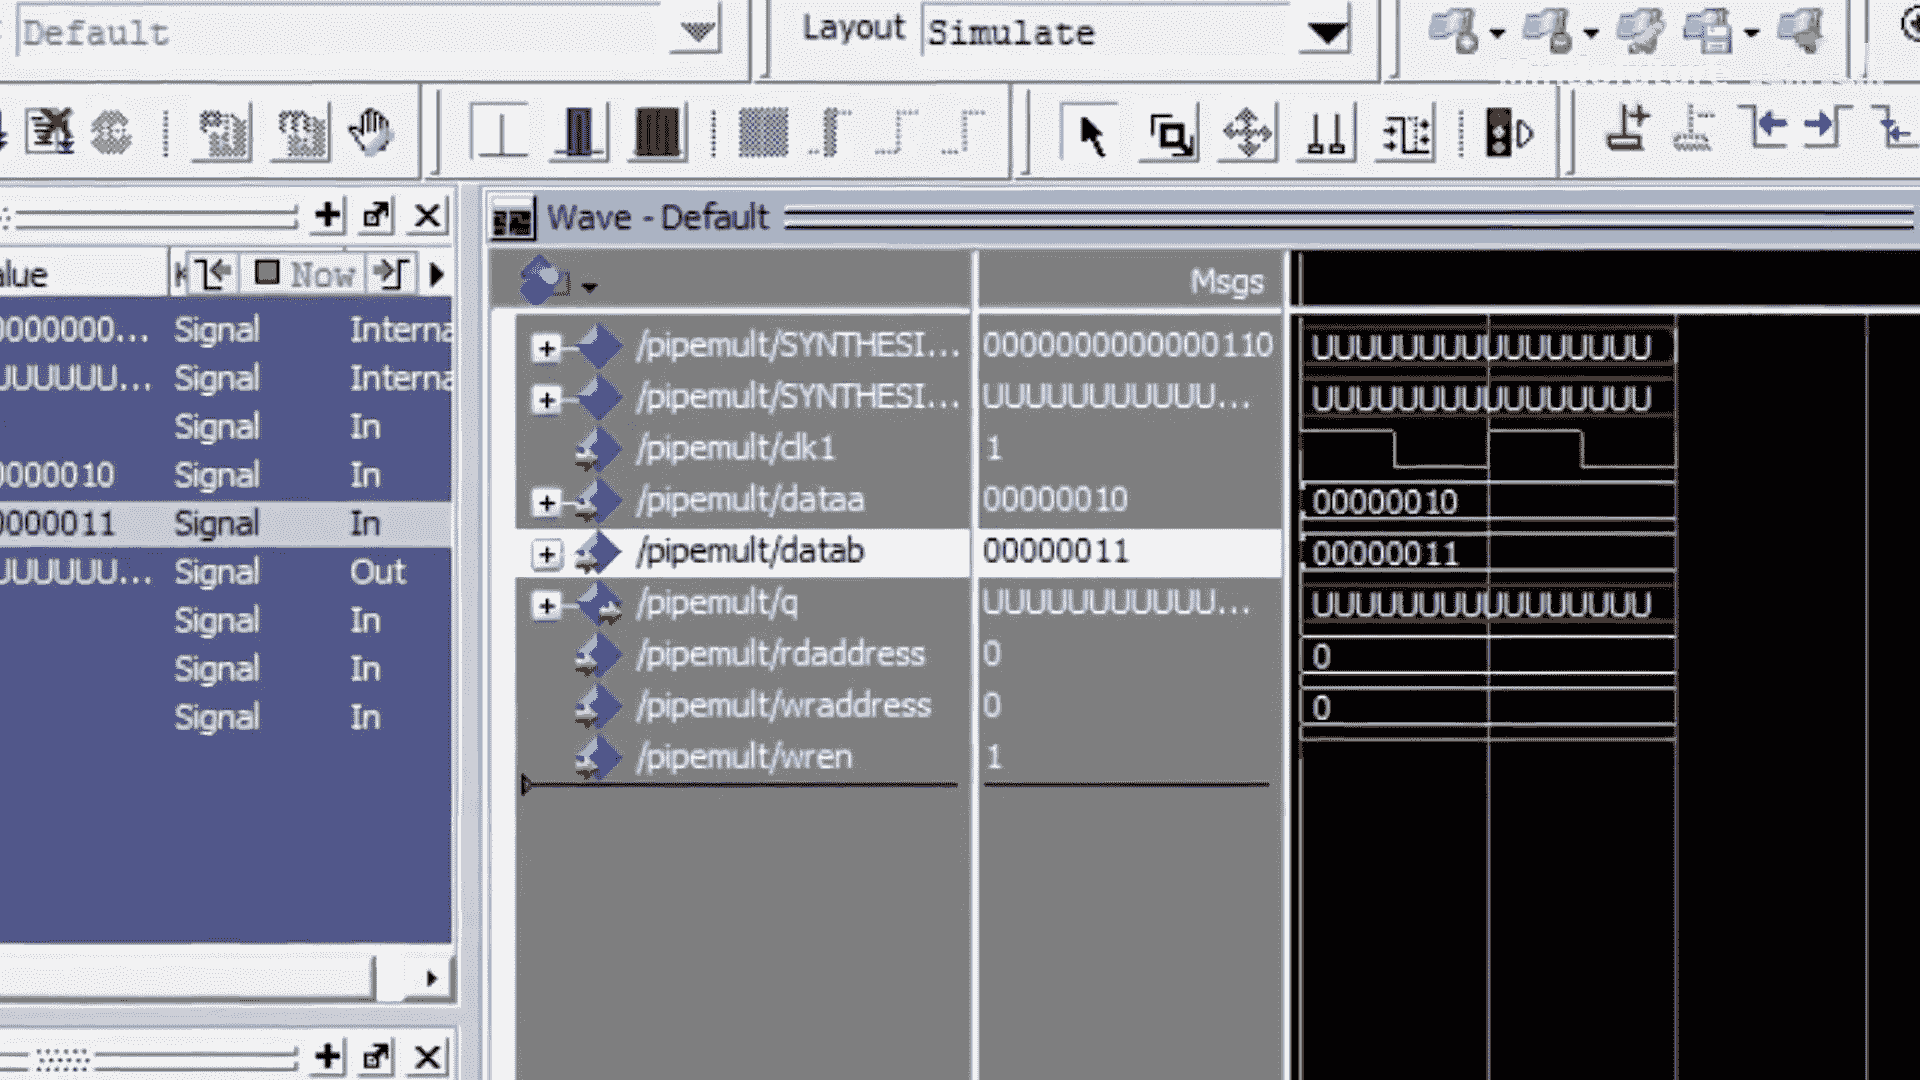 Default
Layout
Simulate
Wave - Default
alue
Now
Msgs
0000000... Signal Interna
UUUUUU... Signal Interna
Signal In
0000010 Signal In
0000011 Signal In
UUUUUU... Signal Out
Signal In
Signal In
Signal In
/pipemult/SYNTHESI... 0000000000000110 UUUUUUUUUUUUUUUU
/pipemult/SYNTHESI... UUUUUUUUUUU... UUUUUUUUUUUUUUUU
/pipemult/clk1 1
/pipemult/dataa 00000010 00000010
/pipemult/datab 00000011 00000011
/pipemult/q UUUUUUUUUUU... UUUUUUUUUUUUUUUU
/pipemult/rdaddress 0 0
/pipemult/wraddress 0 0
/pipemult/wren 1